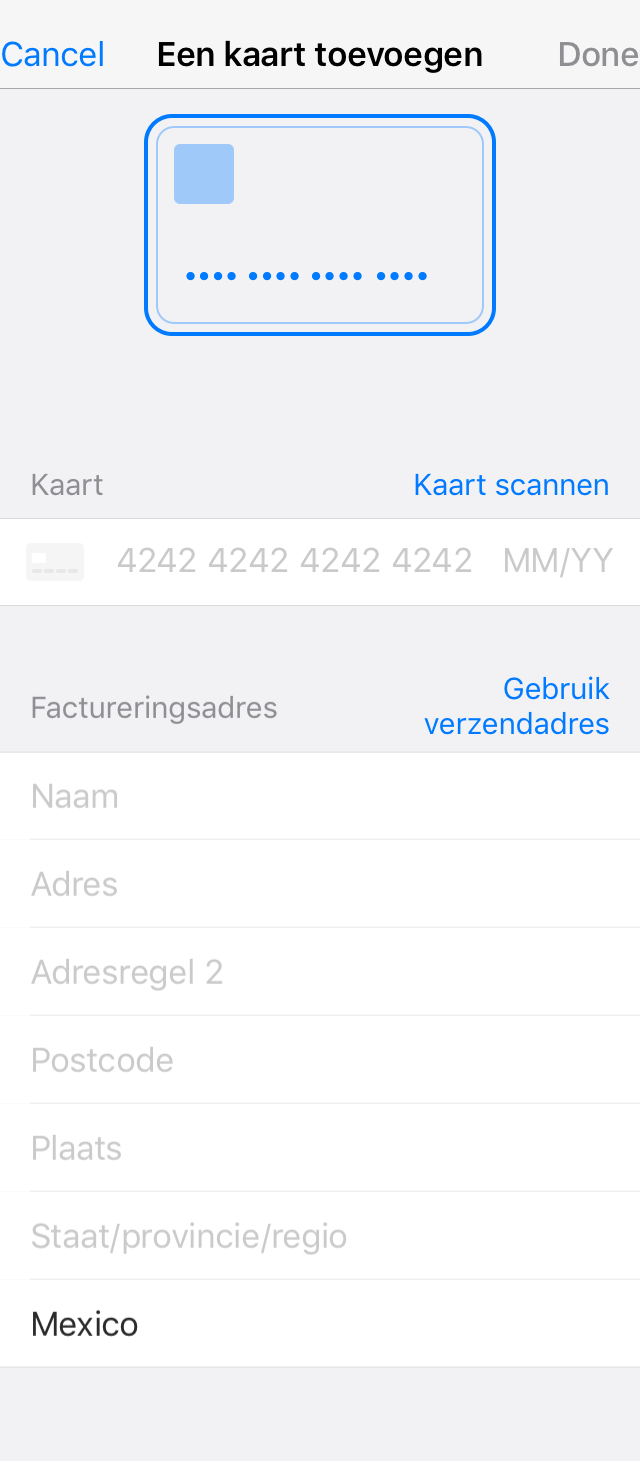 Cancel Een kaart toevoegen Done
•••• •••• •••• ••••
Kaart Kaart scannen
4242 4242 4242 4242 MM/YY
Factureringsadres Gebruik verzendadres
Naam
Adres
Adresregel 2
Postcode
Plaats
Staat/provincie/regio
Mexico